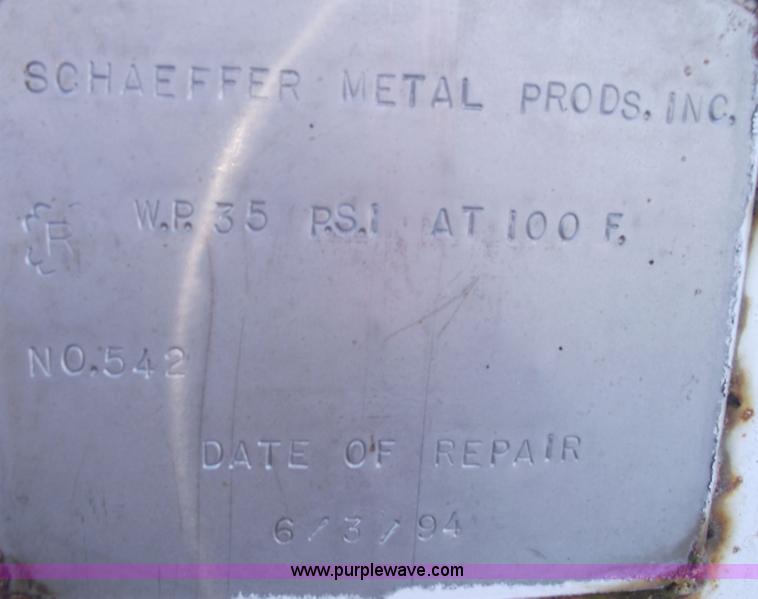 SCHAEFFER METAL PRODS. INC.
R W.P. 35 P.S.I AT 100 F.
NO. 542
DATE OF REPAIR
6/3/94
www.purplewave.com